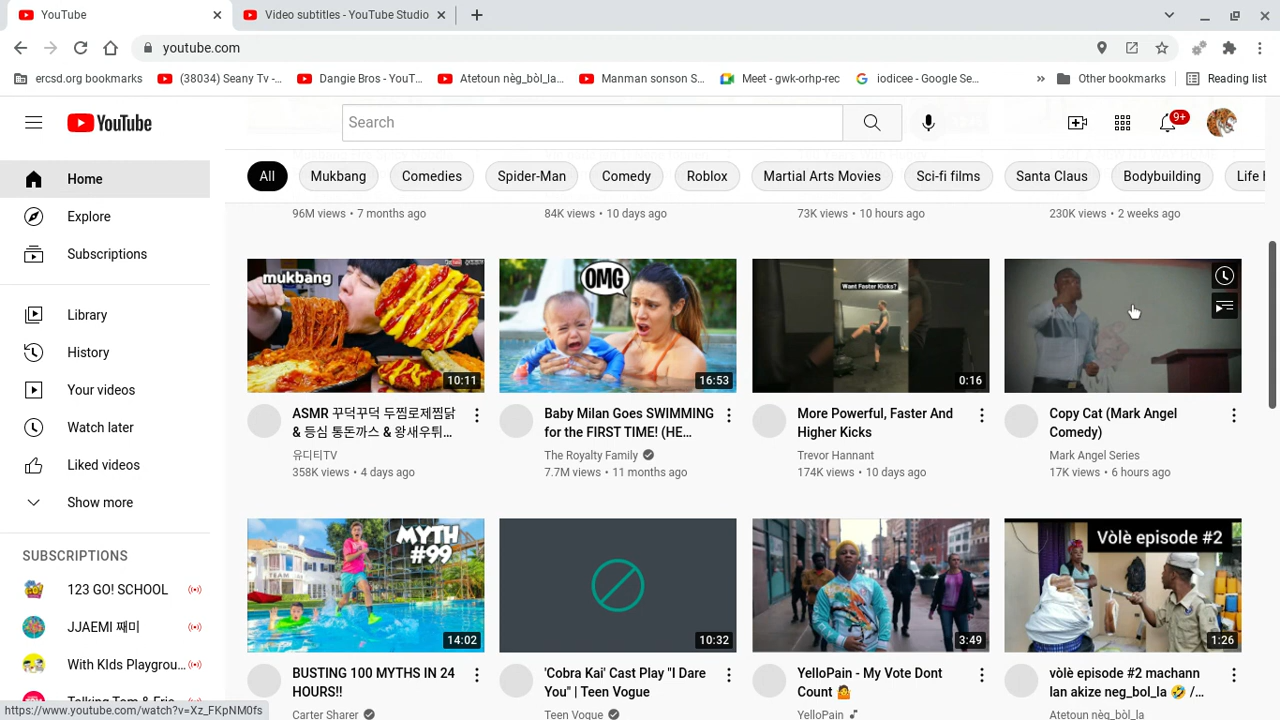 YouTube
Video subtitles - YouTube Studio
youtube.com
ercsd.org bookmarks
(38034) Seany Tv -...
Dangie Bros - YouT...
Atetoun nèg_bòl_la...
Manman sonson S...
Meet - gwk-orhp-rec
iodicee - Google Se...
»
Other bookmarks
Reading list
YouTube
Search
9+
Home
Explore
Subscriptions
Library
History
Your videos
Watch later
Liked videos
Show more
SUBSCRIPTIONS
123 GO! SCHOOL
JJAEMI 째미
With KIds Playgrou...
https://www.youtube.com/watch?v=Xz_FKpNM0fs
All
Mukbang
Comedies
Spider-Man
Comedy
Roblox
Martial Arts Movies
Sci-fi films
Santa Claus
Bodybuilding
96M views • 7 months ago
84K views • 10 days ago
73K views • 10 hours ago
230K views • 2 weeks ago
mukbang
10:11
OMG
16:53
Want Faster Kicks?
0:16
ASMR 꾸덕꾸덕 두찜로제찜닭
& 등심 통돈까스 & 왕새우튀...
유디티TV
358K views • 4 days ago
Baby Milan Goes SWIMMING
for the FIRST TIME! (HE...
The Royalty Family
7.7M views • 11 months ago
More Powerful, Faster And
Higher Kicks
Trevor Hannant
174K views • 10 days ago
Copy Cat (Mark Angel
Comedy)
Mark Angel Series
17K views • 6 hours ago
MYTH
#99
14:02
10:32
3:49
Vòlè episode #2
1:26
BUSTING 100 MYTHS IN 24
HOURS!!
Carter Sharer
'Cobra Kai' Cast Play "I Dare
You" | Teen Vogue
Teen Vogue
YelloPain - My Vote Dont
Count 🤷
YelloPain
vòlè episode #2 machann
lan akize neg_bol_la 🤣 /...
Atetoun nèg_bòl_la